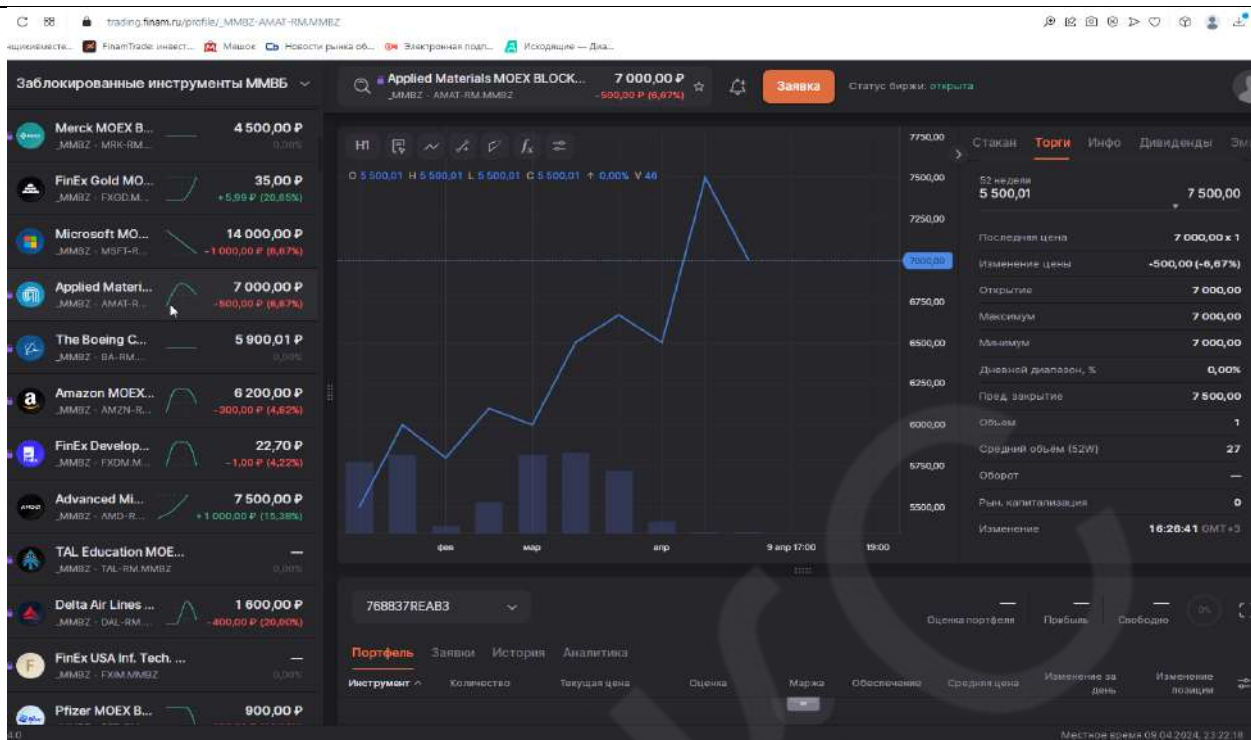 trading.finam.ru/profile/_MMBZ-AMAT-RM.MMBZ
FinamTrade: инвест... Мешок Новости рынка об... Электронная подп... Исходящие — Диа...
Заблокированные инструменты ММВБ
Applied Materials MOEX BLOCK... 7 000,00 ₽
_MMBZ - AMAT-RM.MMBZ -500,00 ₽ (6,67%)
Заявка
Статус биржи: открыта
Merck MOEX B... 4 500,00 ₽
_MMBZ - MRK-RM... 0,00%
FinEx Gold MO... 35,00 ₽
_MMBZ - FXGD.M... +5,99 ₽ (20,65%)
Microsoft MO... 14 000,00 ₽
_MMBZ - MSFT-R... -1 000,00 ₽ (6,67%)
Applied Materi... 7 000,00 ₽
_MMBZ - AMAT-R... -500,00 ₽ (6,67%)
The Boeing C... 5 900,01 ₽
_MMBZ - BA-RM.... 0,00%
Amazon MOEX... 6 200,00 ₽
_MMBZ - AMZN-R... -300,00 ₽ (4,62%)
FinEx Develop... 22,70 ₽
_MMBZ - FXDM.M... -1,00 ₽ (4,22%)
Advanced Mi... 7 500,00 ₽
_MMBZ - AMD-R... +1 000,00 ₽ (15,38%)
TAL Education MOE... —
_MMBZ - TAL-RM.MMBZ 0,00%
Delta Air Lines ... 1 600,00 ₽
_MMBZ - DAL-RM.... -400,00 ₽ (20,00%)
FinEx USA Inf. Tech. ... —
_MMBZ - FXIM.MMBZ 0,00%
Pfizer MOEX B... 900,00 ₽
H1
O 5 500,01 H 5 500,01 L 5 500,01 C 5 500,01 ↑ 0,00% V 46
7750,00
7500,00
7250,00
7000,00
6750,00
6500,00
6250,00
6000,00
5750,00
5500,00
фев мар апр 9 апр 17:00 19:00
Стакан Торги Инфо Дивиденды Эм
52 недели
5 500,01 7 500,00
Последняя цена 7 000,00 x 1
Изменение цены -500,00 (-6,67%)
Открытие 7 000,00
Максимум 7 000,00
Минимум 7 000,00
Дневной диапазон, % 0,00%
Пред. закрытие 7 500,00
Объем 1
Средний объём (52W) 27
Оборот —
Рын. капитализация 0
Изменение 16:26:41 GMT+3
768837REAB3
— — — 0%
Оценка портфеля Прибыль Свободно
Портфель Заявки История Аналитика
Инструмент Количество Текущая цена Оценка Маржа Обеспечение Средняя цена Изменение за день Изменение позиции
4.0
Местное время 09.04.2024, 23:22:18